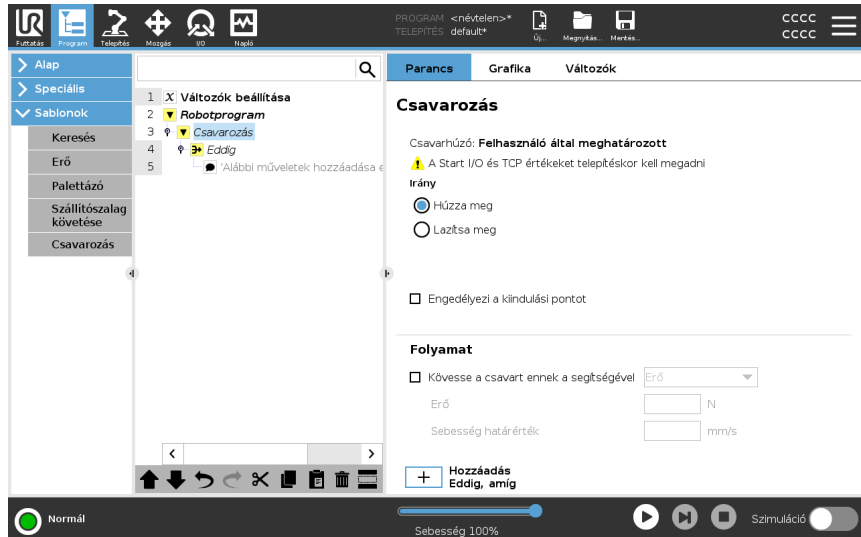 PROGRAM <névtelen>*
TELEPÍTÉS default*
cccc
cccc
Futtatás Program Telepítés Mozgás I/O Napló Új... Megnyitás... Mentés...
Alap
Speciális
Sablonok
Keresés
Erő
Palettázó
Szállítószalag
követése
Csavarozás
1 X Változók beállítása
2 Robotprogram
3 Csavarozás
4 Eddig
5 'Alábbi műveletek hozzáadása e
Parancs Grafika Változók
Csavarozás
Csavarhúzó: Felhasználó által meghatározott
A Start I/O és TCP értékeket telepítéskor kell megadni
Irány
Húzza meg
Lazítsa meg
Engedélyezi a kiindulási pontot
Folyamat
Kövesse a csavart ennek a segítségével Erő
Erő N
Sebesség határérték mm/s
Hozzáadás
Eddig, amíg
Normál
Sebesség 100%
Szimuláció